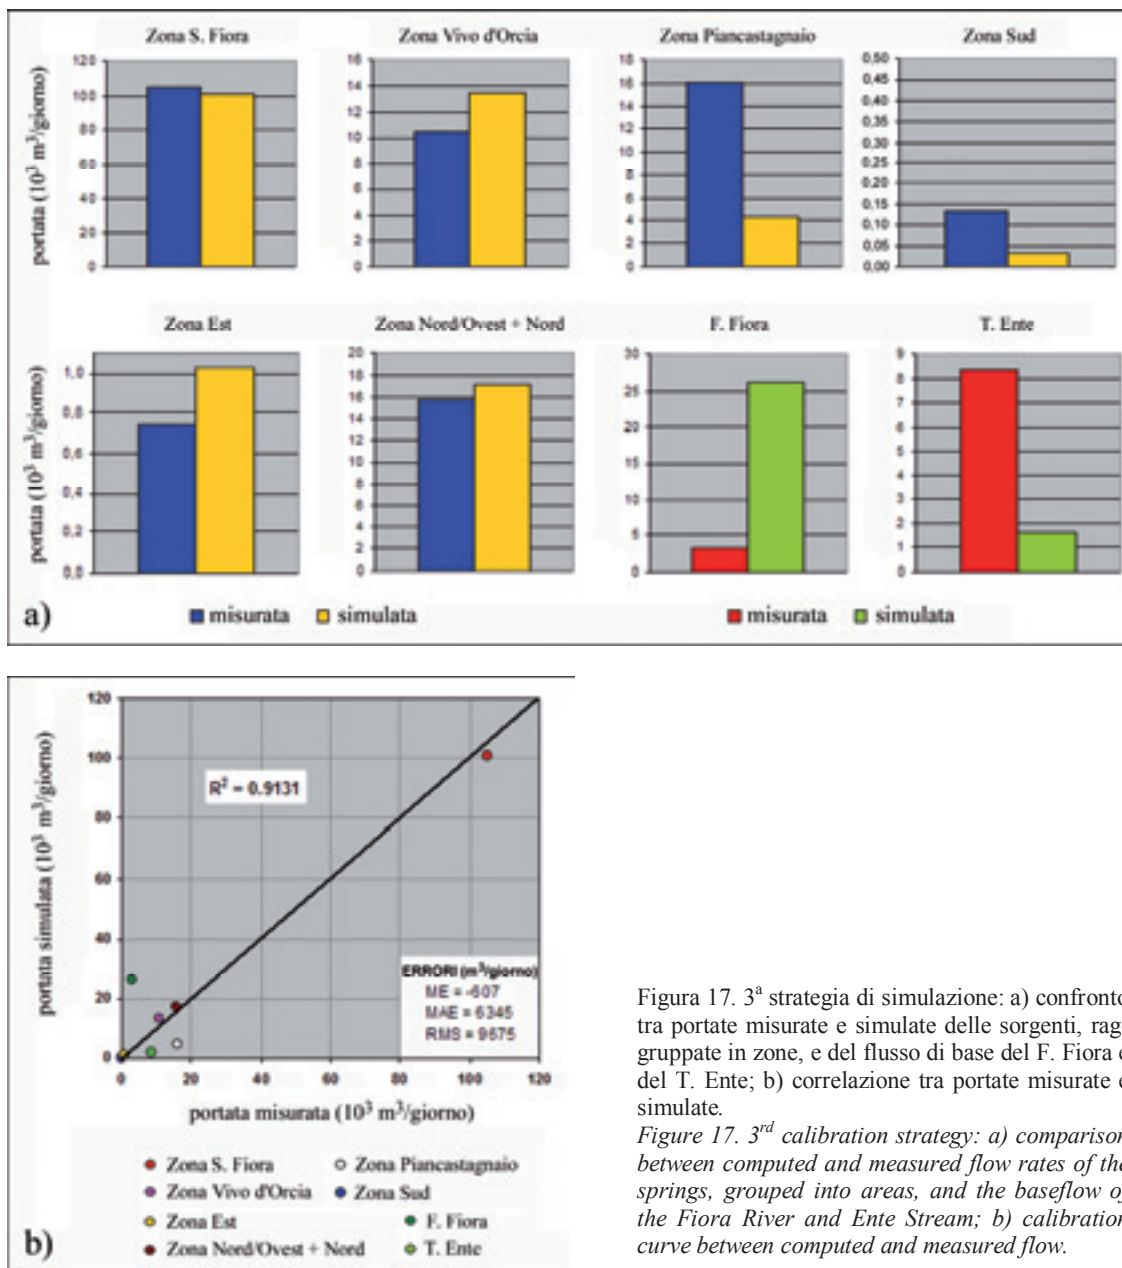 Zona S. Fiora
Zona Vivo d'Orcia
Zona Piancastagnaio
Zona Sud
portata (10³ m³/giorno)
120
100
80
60
40
20
0
16
14
12
10
8
6
4
2
0
18
16
14
12
10
8
6
4
2
0
0,50
0,45
0,40
0,35
0,30
0,25
0,20
0,15
0,10
0,05
0,00
Zona Est
Zona Nord/Ovest + Nord
F. Fiora
T. Ente
portata (10³ m³/giorno)
1,0
0,8
0,6
0,4
0,2
0,0
20
18
16
14
12
10
8
6
4
2
0
30
25
20
15
10
5
0
9
8
7
6
5
4
3
2
1
0
a)
misurata
simulata
misurata
simulata
portata simulata (10³ m³/giorno)
120
100
80
60
40
20
0
R² = 0.9131
ERRORI (m³/giorno)
ME = -607
MAE = 6345
RMS = 9675
0 20 40 60 80 100 120
portata misurata (10³ m³/giorno)
Zona S. Fiora
Zona Piancastagnaio
Zona Vivo d'Orcia
Zona Sud
Zona Est
F. Fiora
Zona Nord/Ovest + Nord
T. Ente
b)
Figura 17. 3ª strategia di simulazione: a) confronto
tra portate misurate e simulate delle sorgenti, rag
gruppate in zone, e del flusso di base del F. Fiora e
del T. Ente; b) correlazione tra portate misurate e
simulate.
Figure 17. 3rd calibration strategy: a) comparison
between computed and measured flow rates of the
springs, grouped into areas, and the baseflow of
the Fiora River and Ente Stream; b) calibration
curve between computed and measured flow.